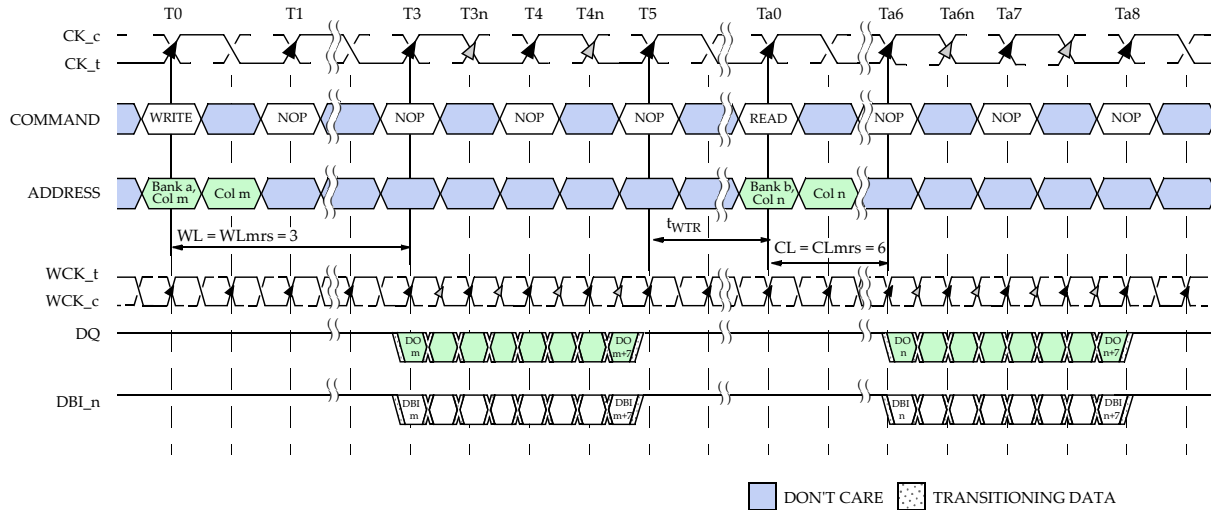 T0 T1 T3 T3n T4 T4n T5 Ta0 Ta6 Ta6n Ta7 Ta8
CK_c
CK_t
COMMAND WRITE NOP NOP NOP NOP READ NOP NOP NOP
ADDRESS Bank a, Col m Bank b, Col n
Col m Col n
WL = WLmrs = 3 tWTR CL = CLmrs = 6
WCK_t
WCK_c
DQ DO DO DO DO
m m+7 n n+7
DBI_n DBI DBI DBI DBI
m m+7 n n+7
DON'T CARE TRANSITIONING DATA